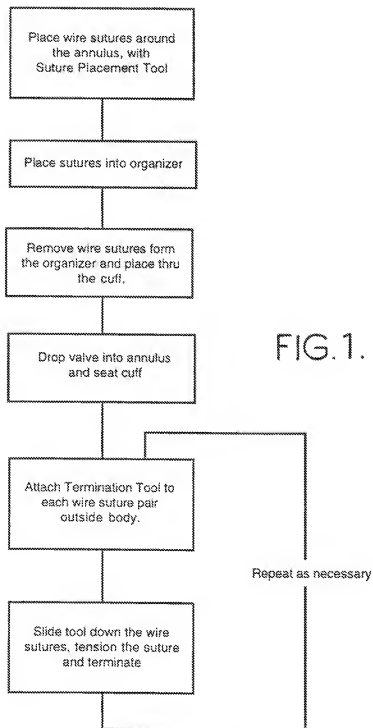 Place wire sutures around
the annulus, with
Suture Placement Tool
Place sutures into organizer
Remove wire sutures form
the organizer and place thru
the cuff.
Drop valve into annulus
and seat cuff
FIG.1.
Attach Termination Tool to
each wire suture pair
outside body.
Repeat as necessary
Slide tool down the wire
sutures, tension the suture
and terminate